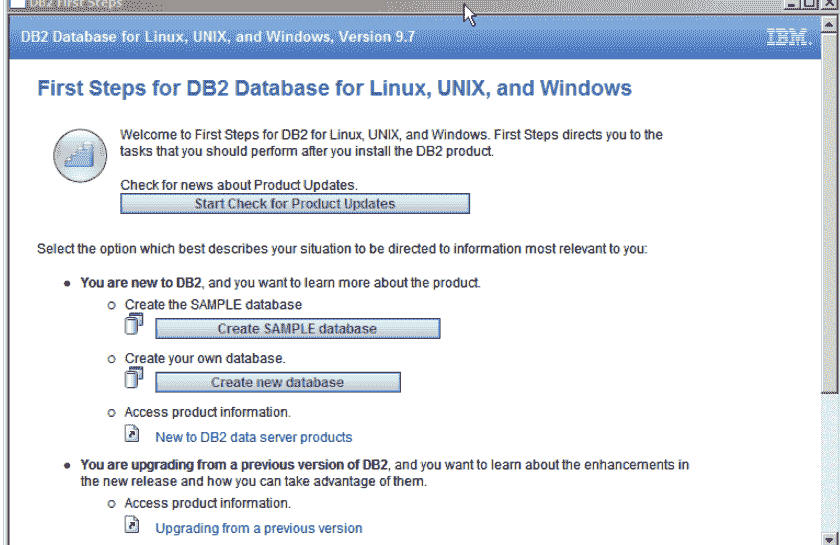 DB2 First Steps
DB2 Database for Linux, UNIX, and Windows, Version 9.7
IBM.
First Steps for DB2 Database for Linux, UNIX, and Windows
Welcome to First Steps for DB2 for Linux, UNIX, and Windows. First Steps directs you to the
tasks that you should perform after you install the DB2 product.
Check for news about Product Updates.
Start Check for Product Updates
Select the option which best describes your situation to be directed to information most relevant to you:
You are new to DB2, and you want to learn more about the product.
Create the SAMPLE database
Create SAMPLE database
Create your own database.
Create new database
Access product information.
New to DB2 data server products
You are upgrading from a previous version of DB2, and you want to learn about the enhancements in
the new release and how you can take advantage of them.
Access product information.
Upgrading from a previous version